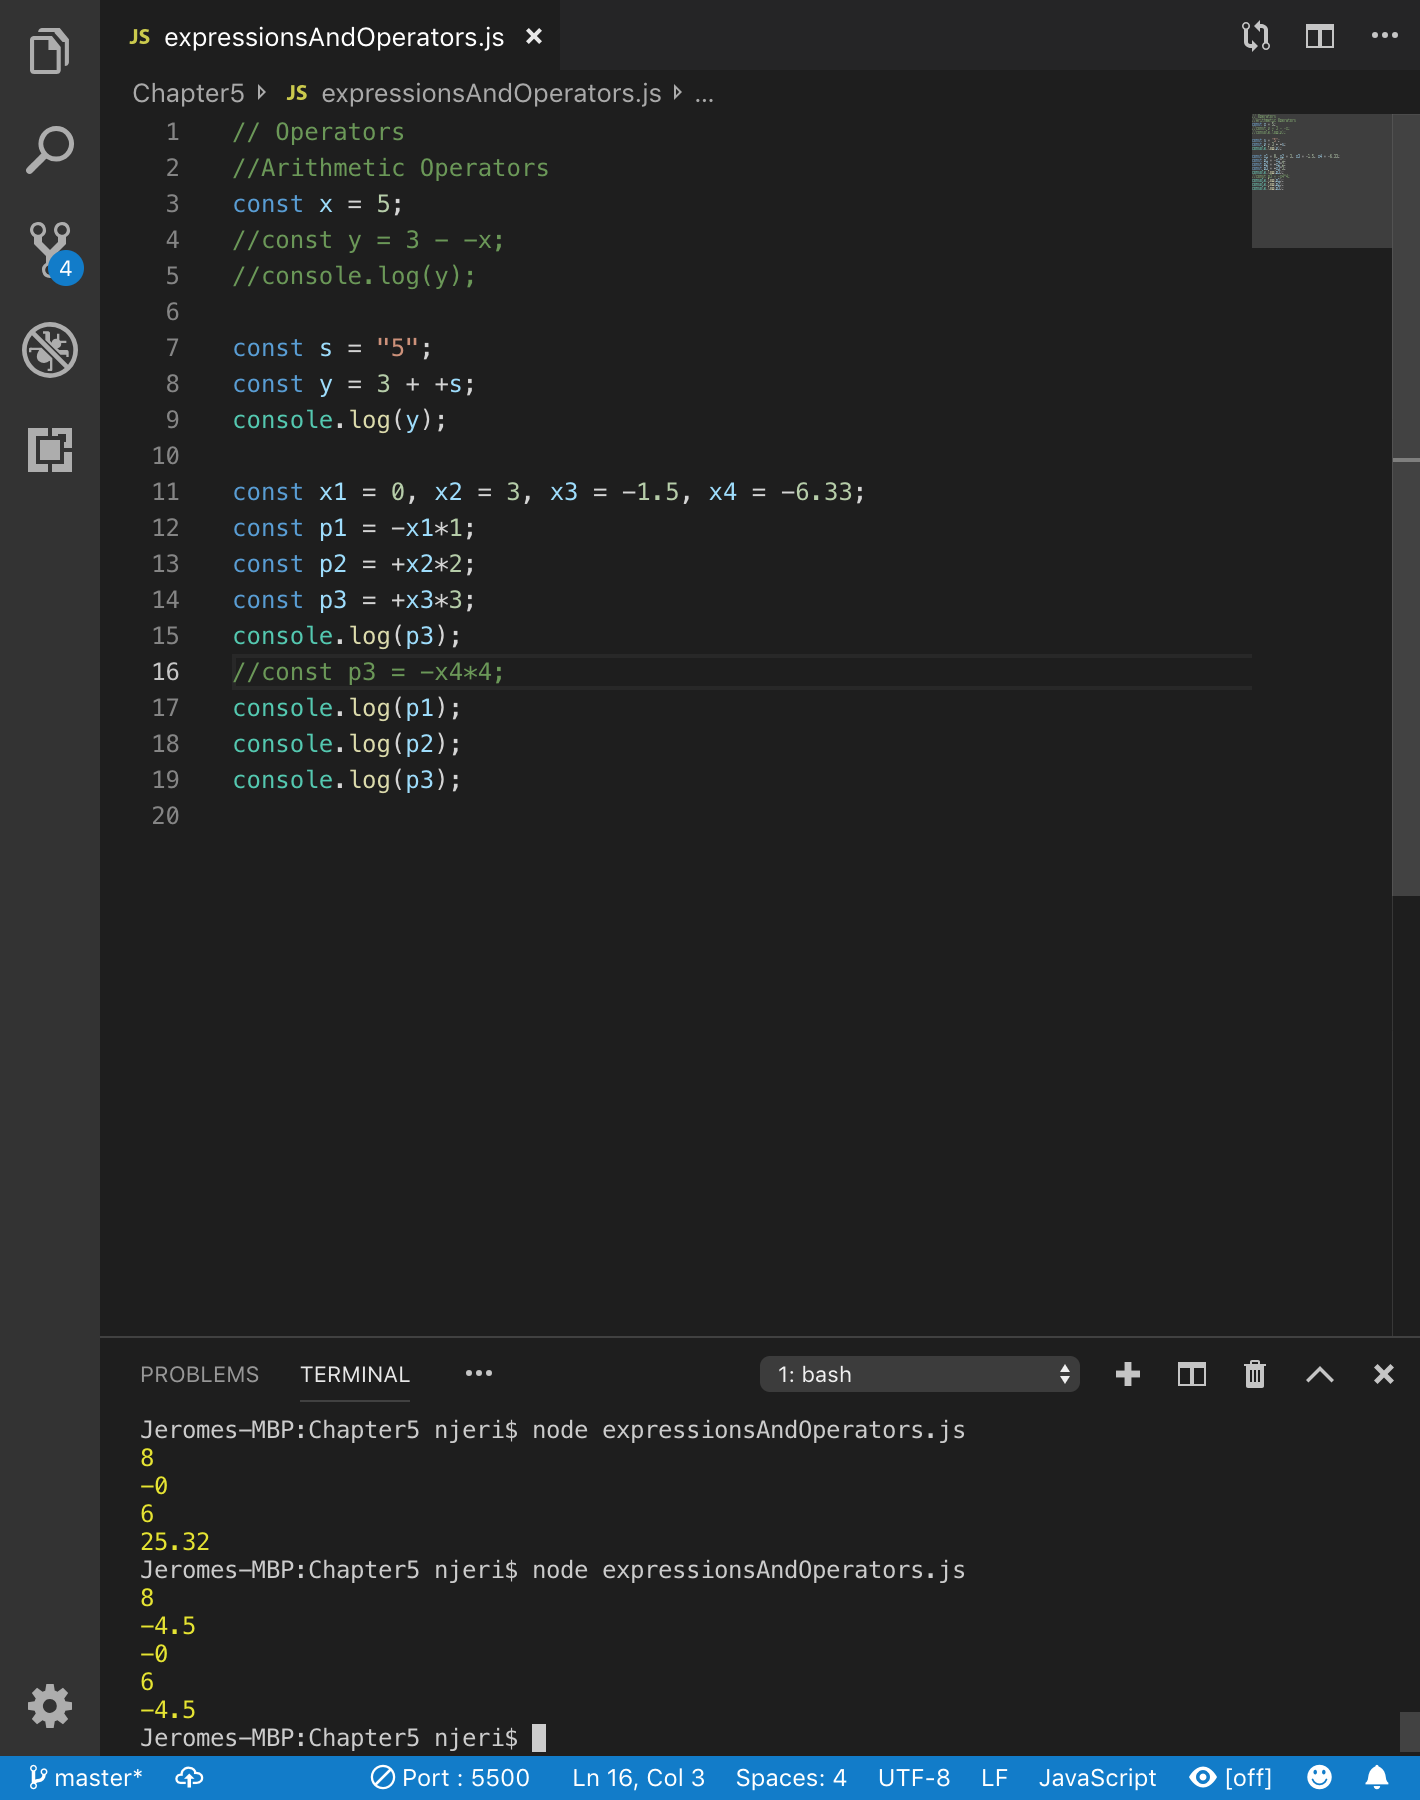 JS expressionsAndOperators.js
Chapter5 JS expressionsAndOperators.js ...
1 // Operators
2 //Arithmetic Operators
3 const x = 5;
4 //const y = 3 - -x;
5 //console.log(y);
6
7 const s = "5";
8 const y = 3 + +s;
9 console.log(y);
10
11 const x1 = 0, x2 = 3, x3 = -1.5, x4 = -6.33;
12 const p1 = -x1*1;
13 const p2 = +x2*2;
14 const p3 = +x3*3;
15 console.log(p3);
16 //const p3 = -x4*4;
17 console.log(p1);
18 console.log(p2);
19 console.log(p3);
20
4
PROBLEMS TERMINAL ... 1: bash
Jeromes-MBP:Chapter5 njeri$ node expressionsAndOperators.js
8
-0
6
25.32
Jeromes-MBP:Chapter5 njeri$ node expressionsAndOperators.js
8
-4.5
-0
6
-4.5
Jeromes-MBP:Chapter5 njeri$
master* Port : 5500 Ln 16, Col 3 Spaces: 4 UTF-8 LF JavaScript [off]